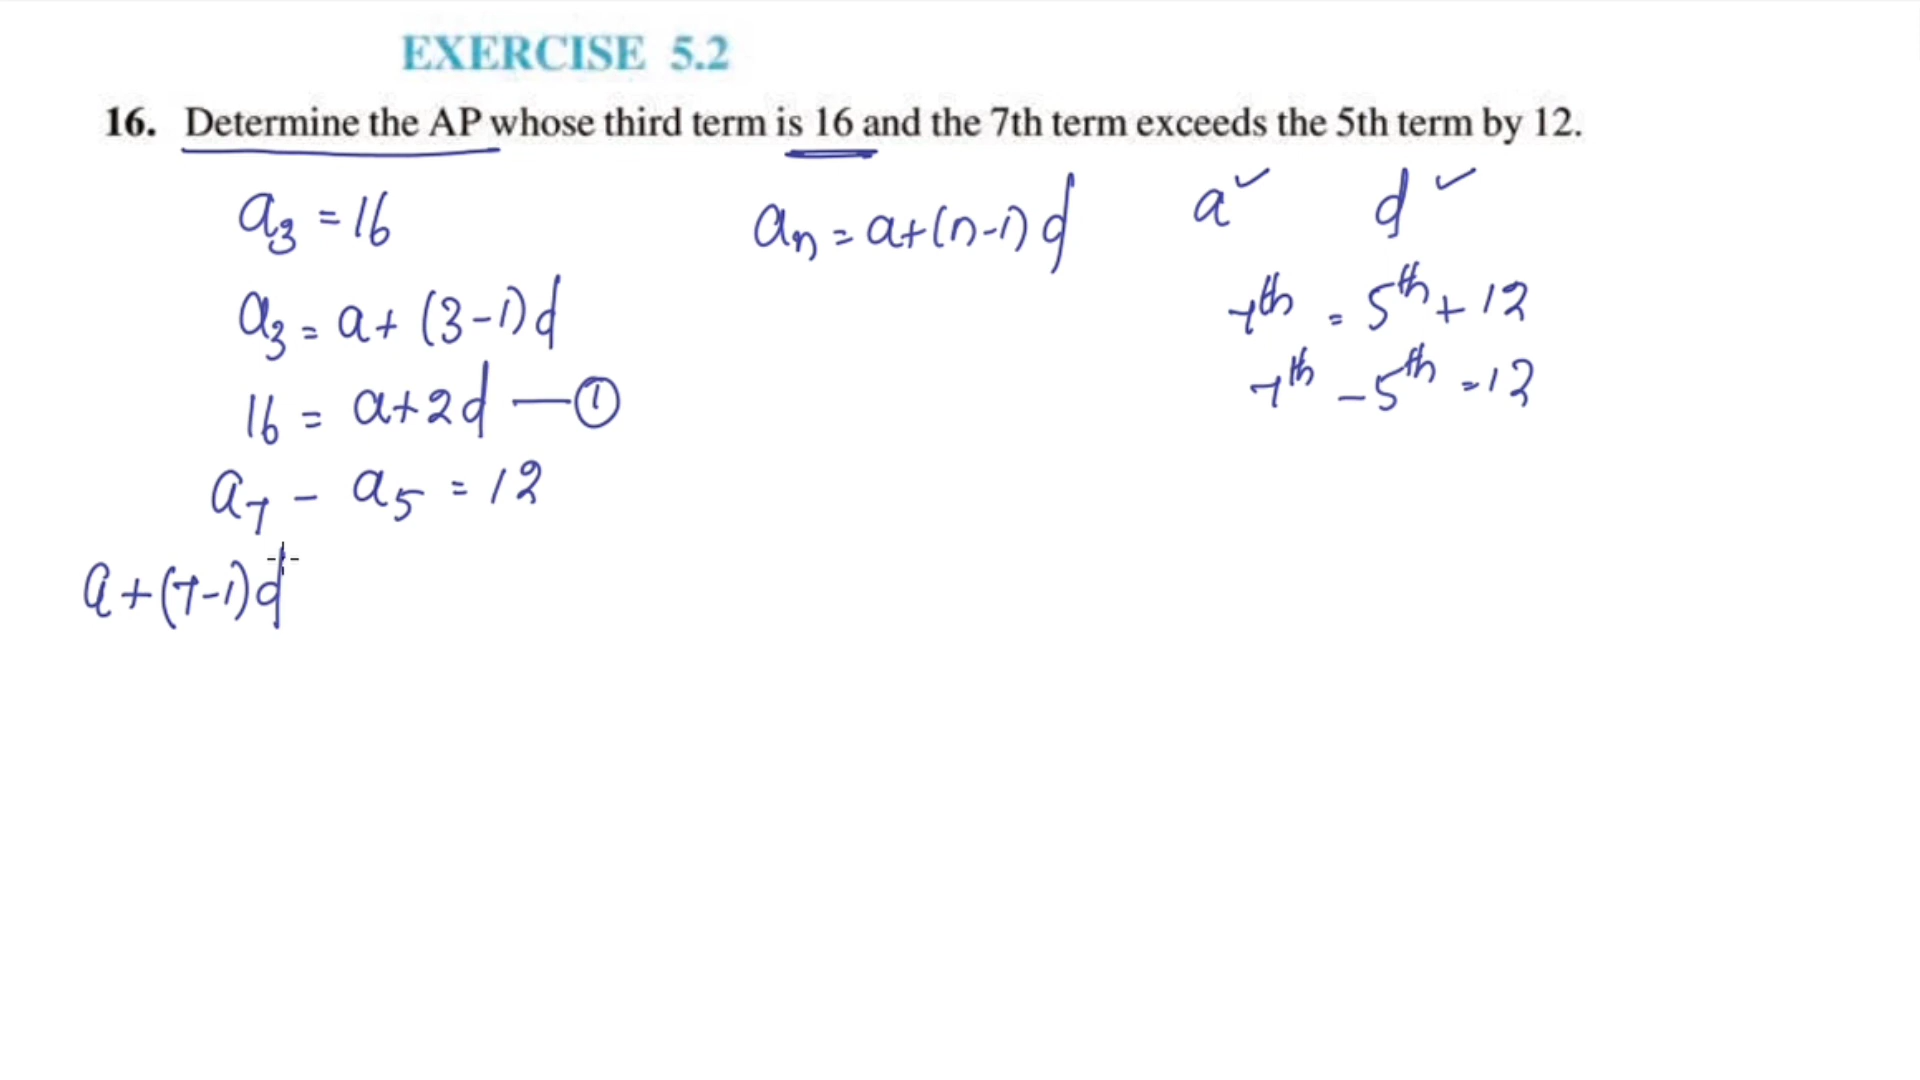 EXERCISE 5.2
16. Determine the AP whose third term is 16 and the 7th term exceeds the 5th term by 12.
a₃ = 16
aₙ = a+(n-1)d
a✓ d✓
a₃ = a+ (3-1)d
7ᵗʰ = 5ᵗʰ + 12
16 = a+2d —①
7ᵗʰ - 5ᵗʰ = 12
a₇ - a₅ = 12
a+(7-1)d